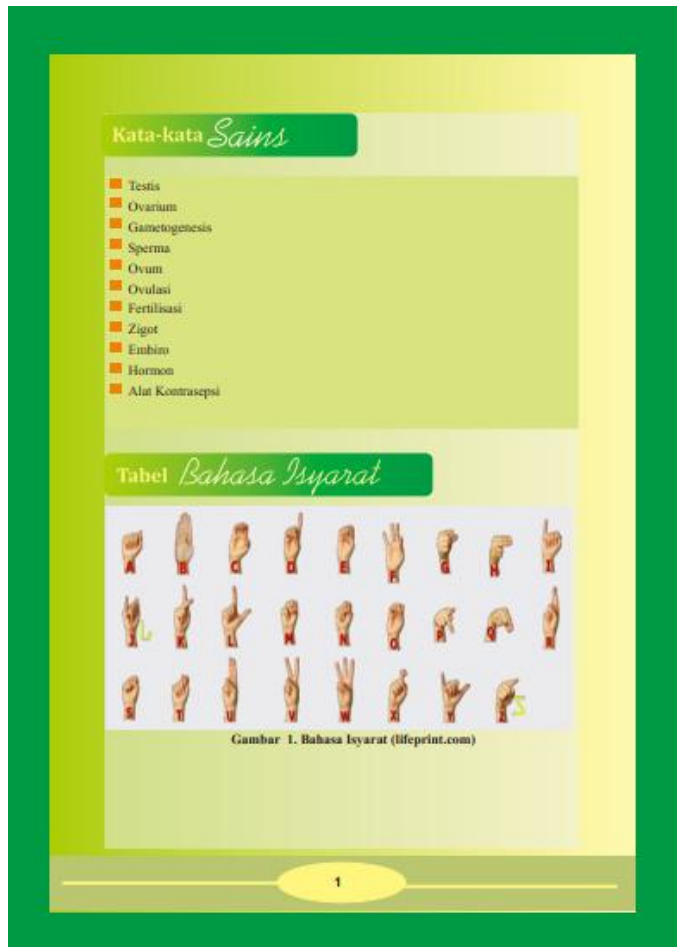 Kata-kata Sains
Testis
Ovarium
Gametogenesis
Sperma
Ovum
Ovulasi
Fertilisasi
Zigot
Embiro
Hormon
Alat Kontrasepsi
Tabel Bahasa Isyarat
A B C D E F G H I
J K L M N O P Q R
S T U V W X Y Z
Gambar 1. Bahasa Isyarat (lifeprint.com)
1